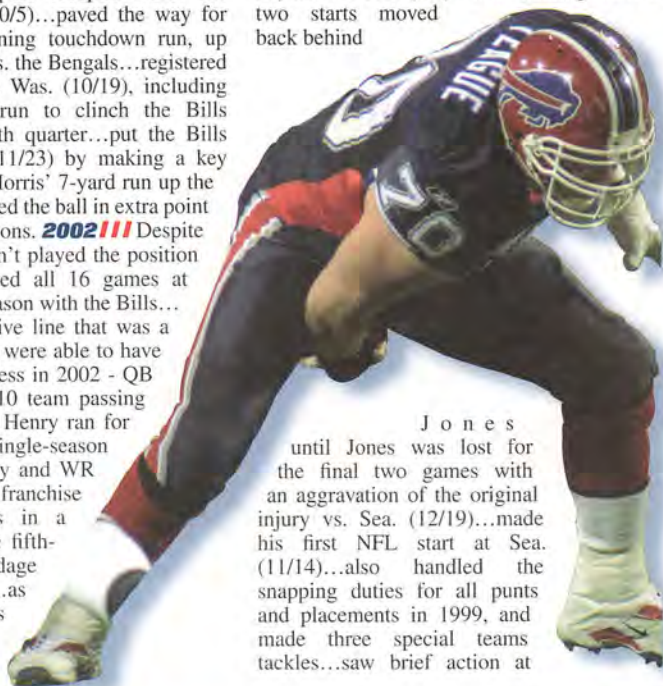 0/5)…paved the way for
ning touchdown run, up
s. the Bengals…registered
Was. (10/19), including
run to clinch the Bills
th quarter…put the Bills
11/23) by making a key
Morris' 7-yard run up the
ed the ball in extra point
ions. 2002 /// Despite
n't played the position
ed all 16 games at
ason with the Bills…
ive line that was a
were able to have
ess in 2002 - QB
10 team passing
Henry ran for
ingle-season
y and WR
franchise
s in a
fifth-
dage
…as
s
two starts moved
back behind
LEAGUE
70
Jones
until Jones was lost for
the final two games with
an aggravation of the original
injury vs. Sea. (12/19)…made
his first NFL start at Sea.
(11/14)…also handled the
snapping duties for all punts
and placements in 1999, and
made three special teams
tackles…saw brief action at